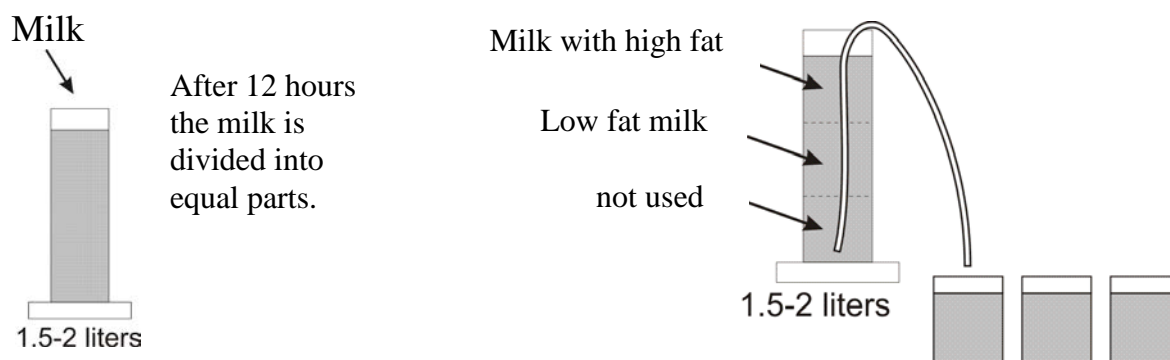 Milk
After 12 hours
the milk is
divided into
equal parts.
1.5-2 liters
Milk with high fat
Low fat milk
not used
1.5-2 liters